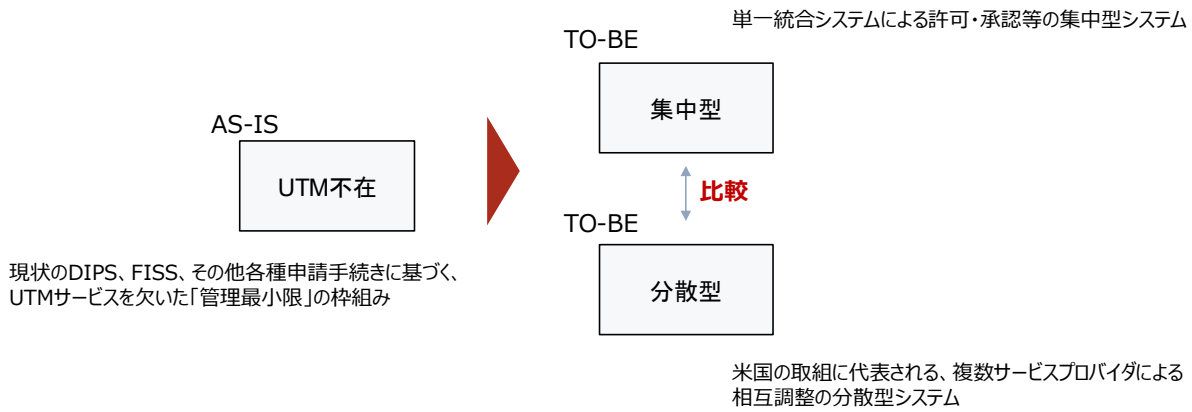 単一統合システムによる許可・承認等の集中型システム
TO-BE
集中型
AS-IS
UTM不在
比較
TO-BE
分散型
現状のDIPS、FISS、その他各種申請手続きに基づく、
UTMサービスを欠いた「管理最小限」の枠組み
米国の取組に代表される、複数サービスプロバイダによる
相互調整の分散型システム